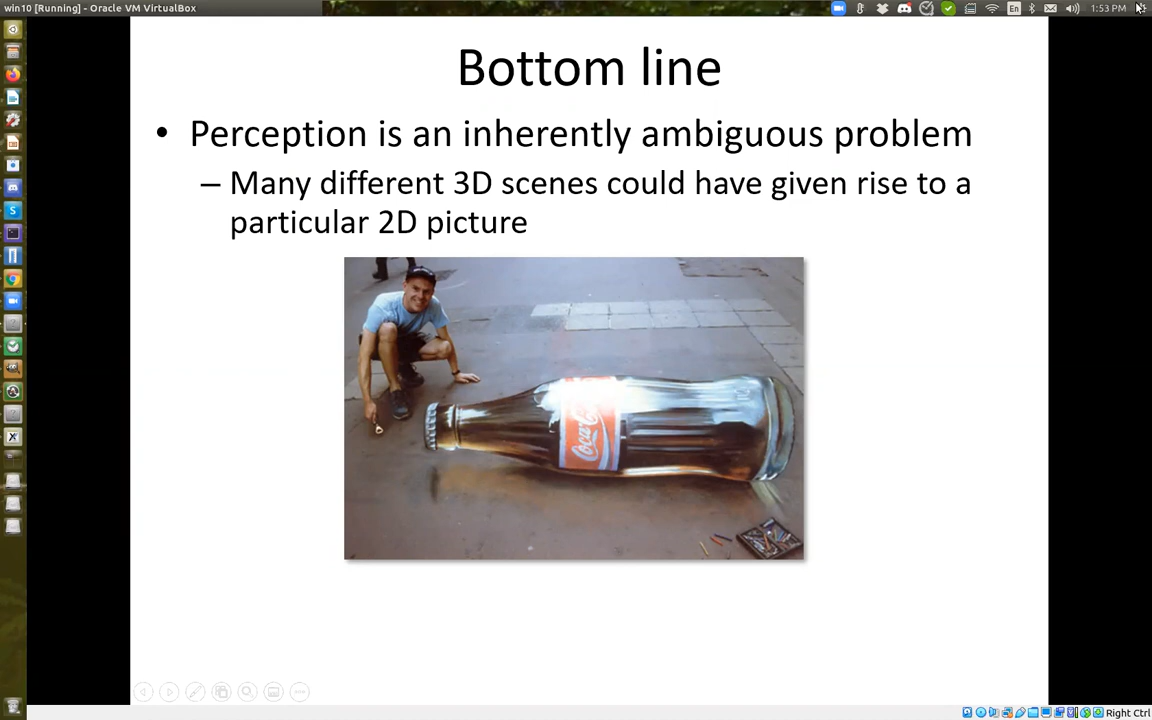 win10 [Running] - Oracle VM VirtualBox
En
1:53 PM
Bottom line
• Perception is an inherently ambiguous problem
– Many different 3D scenes could have given rise to a
particular 2D picture
Coca-Cola
Right Ctrl